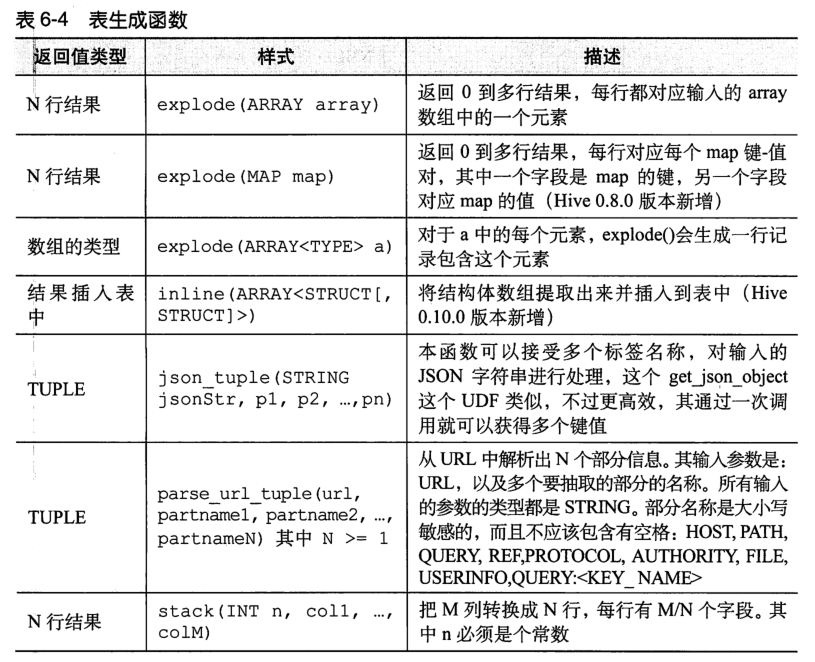 表 6-4 表生成函数
返回值类型 样式 描述
N 行结果 explode(ARRAY array) 返回 0 到多行结果，每行都对应输入的 array
数组中的一个元素
N 行结果 explode(MAP map) 返回 0 到多行结果，每行对应每个 map 键-值
对，其中一个字段是 map 的键，另一个字段
对应 map 的值（Hive 0.8.0 版本新增）
数组的类型 explode(ARRAY<TYPE> a) 对于 a 中的每个元素，explode()会生成一行记
录包含这个元素
结果插入表 inline(ARRAY<STRUCT[, 将结构体数组提取出来并插入到表中（Hive
中 STRUCT]>) 0.10.0 版本新增）
本函数可以接受多个标签名称，对输入的
TUPLE json_tuple(STRING JSON 字符串进行处理，这个 get_json_object
jsonStr, p1, p2, …,pn) 这个 UDF 类似，不过更高效，其通过一次调
用就可以获得多个键值
从 URL 中解析出 N 个部分信息。其输入参数是：
URL，以及多个要抽取的部分的名称。所有输入
TUPLE parse_url_tuple(url, 的参数的类型都是 STRING。部分名称是大小写
partname1, partname2, …, 敏感的，而且不应该包含有空格：HOST, PATH,
partnameN) 其中 N >= 1 QUERY, REF,PROTOCOL, AUTHORITY, FILE,
USERINFO,QUERY:<KEY_NAME>
N 行结果 stack(INT n, col1, …, 把 M 列转换成 N 行，每行有 M/N 个字段。其
colM) 中 n 必须是个常数